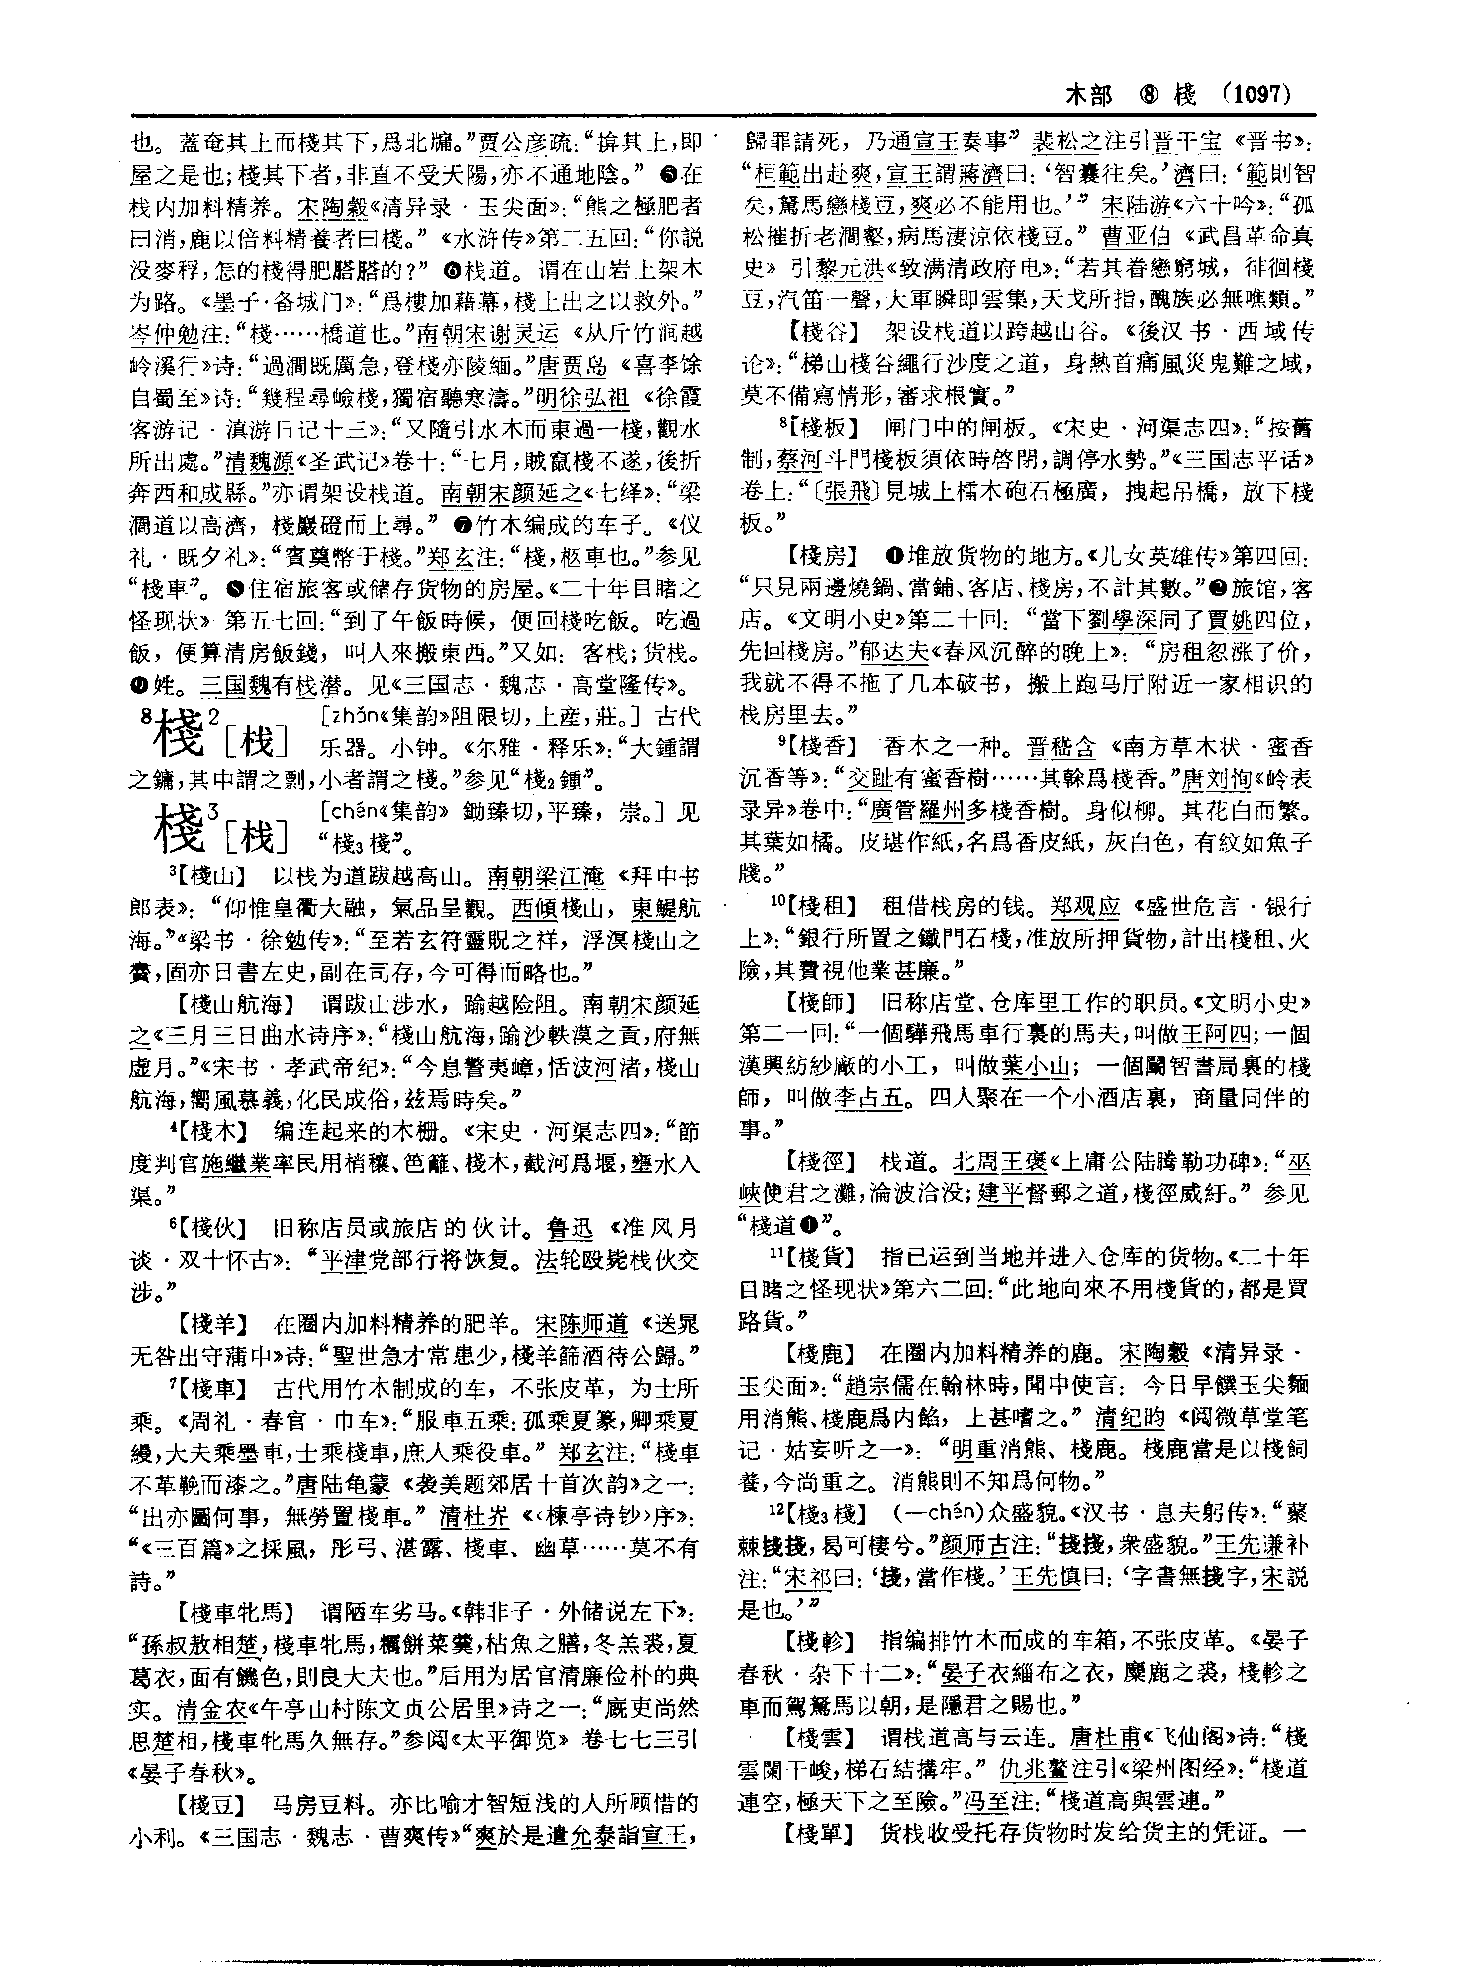 木部 ⑧ 棧 (1097)
也。蓋奄其上而棧其下，爲北牖。”贾公彦疏：“揜其上，即
屋之是也；棧其下者，非直不受天陽，亦不通地陰。” ❺在
栈内加料精养。宋陶穀《清异录·玉尖面》：“熊之極肥者
曰消，鹿以倍料精養者曰棧。”《水浒传》第二五回：“你説
没麥稃，怎的棧得肥䐛䐛的？” ❻栈道。谓在山岩上架木
为路。《墨子·备城门》：“爲樓加藉幕，棧上出之以救外。”
岑仲勉注：“棧……橋道也。”南朝宋谢灵运《从斤竹涧越
岭溪行》诗：“過澗既厲急，登棧亦陵緬。”唐贾岛《喜李馀
自蜀至》诗：“幾程尋嶮棧，獨宿聽寒濤。”明徐弘祖《徐霞
客游记·滇游日记十三》：“又隨引水木而東過一棧，觀水
所出處。”清魏源《圣武记》卷十：“七月，賊竄棧不遂，後折
奔西和成縣。”亦谓架设栈道。南朝宋颜延之《七绎》：“梁
澗道以高濟，棧巖磴而上尋。” ❼竹木编成的车子。《仪
礼·既夕礼》：“賓奠幣于棧。”郑玄注：“棧，柩車也。”参见
“棧車”。 ❽住宿旅客或储存货物的房屋。《二十年目睹之
怪现状》第五七回：“到了午飯時候，便回棧吃飯。吃過
飯，便算清房飯錢，叫人來搬東西。”又如：客栈；货栈。
❾姓。三国魏有栈潜。见《三国志·魏志·高堂隆传》。
⁸棧²［栈］ ［zhǎn《集韵》阻限切，上産，莊。］古代
乐器。小钟。《尔雅·释乐》：“大鍾謂
之鏞，其中謂之剽，小者謂之棧。”参见“棧₂鍾”。
棧³［栈］ ［chén《集韵》鋤臻切，平臻，崇。］见
“棧₃棧”。
³【棧山】 以栈为道跋越高山。南朝梁江淹《拜中书
郎表》：“仰惟皇衢大融，氣品呈觀。西傾棧山，東鯷航
海。”《梁书·徐勉传》：“至若玄符靈貺之祥，浮溟棧山之
賮，固亦日書左史，副在司存，今可得而略也。”
【棧山航海】 谓跋山涉水，踰越险阻。南朝宋颜延
之《三月三日曲水诗序》：“棧山航海，踰沙軼漠之貢，府無
虚月。”《宋书·孝武帝纪》：“今息警夷嶂，恬波河渚，棧山
航海，嚮風慕義，化民成俗，兹焉時矣。”
⁴【棧木】 编连起来的木栅。《宋史·河渠志四》：“節
度判官施繼業率民用梢穰、笆籬、棧木，截河爲堰，壅水入
渠。”
⁶【棧伙】 旧称店员或旅店的伙计。鲁迅《准风月
谈·双十怀古》：“平津党部行将恢复。法轮殴毙栈伙交
涉。”
【棧羊】 在圈内加料精养的肥羊。宋陈师道《送晁
无咎出守蒲中》诗：“聖世急才常患少，棧羊篩酒待公歸。”
⁷【棧車】 古代用竹木制成的车，不张皮革，为士所
乘。《周礼·春官·巾车》：“服車五乘：孤乘夏篆，卿乘夏
縵，大夫乘墨車，士乘棧車，庶人乘役車。”郑玄注：“棧車
不革鞔而漆之。”唐陆龟蒙《袭美题郊居十首次韵》之一：
“出亦圖何事，無勞置棧車。”清杜岕《〈楝亭诗钞〉序》：
“《三百篇》之採風，彤弓、湛露、棧車、幽草……莫不有
詩。”
【棧車牝馬】 谓陋车劣马。《韩非子·外储说左下》：
“孫叔敖相楚，棧車牝馬，糲餅菜羹，枯魚之膳，冬羔裘，夏
葛衣，面有饑色，則良大夫也。”后用为居官清廉俭朴的典
实。清金农《午亭山村陈文贞公居里》诗之一：“廐吏尚然
思楚相，棧車牝馬久無存。”参阅《太平御览》卷七七三引
《晏子春秋》。
【棧豆】 马房豆料。亦比喻才智短浅的人所顾惜的
小利。《三国志·魏志·曹爽传》“爽於是遣允泰詣宣王，
歸罪請死，乃通宣王奏事” 裴松之注引晋干宝《晋书》：
“桓範出赴爽，宣王謂蔣濟曰：‘智囊往矣。’濟曰：‘範則智
矣，駑馬戀棧豆，爽必不能用也。’” 宋陆游《六十吟》：“孤
松摧折老澗壑，病馬淒涼依棧豆。” 曹亚伯《武昌革命真
史》引黎元洪《致满清政府电》：“若其眷戀窮城，徘徊棧
豆，汽笛一聲，大軍瞬即雲集，天戈所指，醜族必無噍類。”
【棧谷】 架设栈道以跨越山谷。《後汉书·西域传
论》：“梯山棧谷繩行沙度之道，身熱首痛風災鬼難之域，
莫不備寫情形，審求根實。”
⁸【棧板】 闸门中的闸板。《宋史·河渠志四》：“按舊
制，蔡河斗門棧板須依時啓閉，調停水勢。”《三国志平话》
卷上：“〔張飛〕見城上檑木砲石極廣，拽起吊橋，放下棧
板。”
【棧房】 ❶堆放货物的地方。《儿女英雄传》第四回：
“只見兩邊燒鍋、當鋪、客店、棧房，不計其數。”❷旅馆，客
店。《文明小史》第二十回：“當下劉學深同了賈姚四位，
先回棧房。”郁达夫《春风沉醉的晚上》：“房租忽涨了价，
我就不得不拖了几本破书，搬上跑马厅附近一家相识的
栈房里去。”
⁹【棧香】 香木之一种。晋嵇含《南方草木状·蜜香
沉香等》：“交趾有蜜香樹……其榦爲棧香。”唐刘恂《岭表
录异》卷中：“廣管羅州多棧香樹。身似柳。其花白而繁。
其葉如橘。皮堪作紙，名爲香皮紙，灰白色，有紋如魚子
牋。”
¹⁰【棧租】 租借栈房的钱。郑观应《盛世危言·银行
上》：“銀行所置之鐵門石棧，准放所押貨物，計出棧租、火
險，其費視他業甚廉。”
【棧師】 旧称店堂、仓库里工作的职员。《文明小史》
第二一回：“一個驊飛馬車行裏的馬夫，叫做王阿四；一個
漢興紡紗廠的小工，叫做葉小山；一個闢智書局裏的棧
師，叫做李占五。四人聚在一个小酒店裏，商量同伴的
事。”
【棧徑】 栈道。北周王褒《上庸公陆腾勒功碑》：“巫
峽使君之灘，淪波洽没；建平督郵之道，棧徑威紆。”参见
“棧道❶”。
¹¹【棧貨】 指已运到当地并进入仓库的货物。《二十年
目睹之怪现状》第六二回：“此地向來不用棧貨的，都是買
路貨。”
【棧鹿】 在圈内加料精养的鹿。宋陶穀《清异录·
玉尖面》：“趙宗儒在翰林時，聞中使言：今日早饌玉尖麵
用消熊、棧鹿爲内餡，上甚嗜之。”清纪昀《阅微草堂笔
记·姑妄听之一》：“明重消熊、棧鹿。棧鹿當是以棧飼
養，今尚重之。消熊則不知爲何物。”
¹²【棧₃棧】 （—chén）众盛貌。《汉书·息夫躬传》：“藂
棘㨵㨵，曷可棲兮。”颜师古注：“㨵㨵，衆盛貌。”王先谦补
注：“宋祁曰：‘㨵，當作棧。’王先慎曰：‘字書無㨵字，宋説
是也。’”
【棧軫】 指编排竹木而成的车箱，不张皮革。《晏子
春秋·杂下十二》：“晏子衣緇布之衣，麋鹿之裘，棧軫之
車而駕駑馬以朝，是隱君之賜也。”
【棧雲】 谓栈道高与云连。唐杜甫《飞仙阁》诗：“棧
雲闌干峻，梯石結搆牢。”仇兆鳌注引《梁州图经》：“棧道
連空，極天下之至險。”冯至注：“棧道高與雲連。”
【棧單】 货栈收受托存货物时发给货主的凭证。一